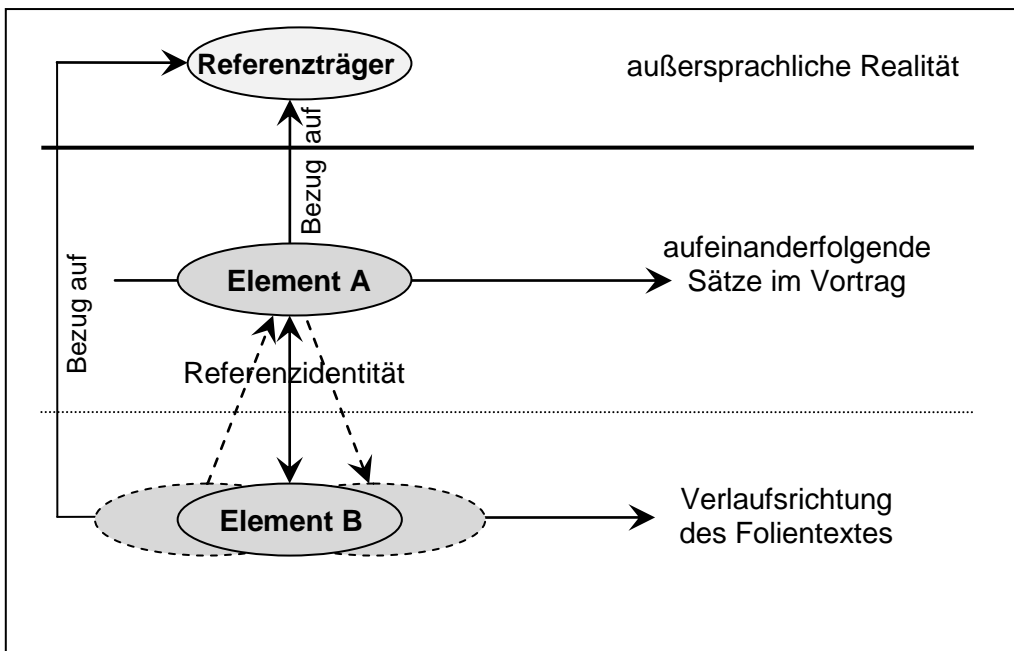 Referenzträger
außersprachliche Realität
Bezug auf
Bezug auf
Element A
aufeinanderfolgende
Sätze im Vortrag
Referenzidentität
Element B
Verlaufsrichtung
des Folientextes